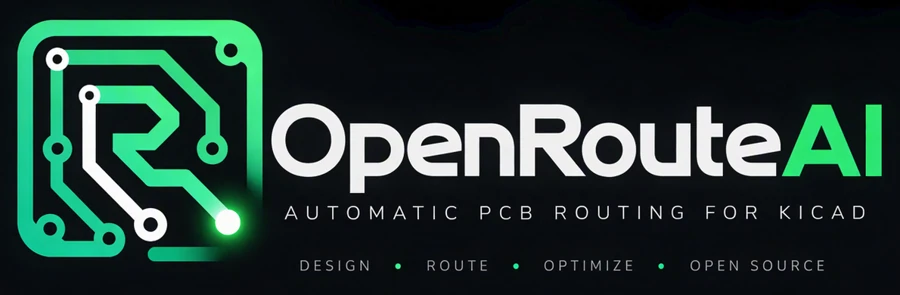 OpenRouteAI
AUTOMATIC PCB ROUTING FOR KICAD
DESIGN • ROUTE • OPTIMIZE • OPEN SOURCE